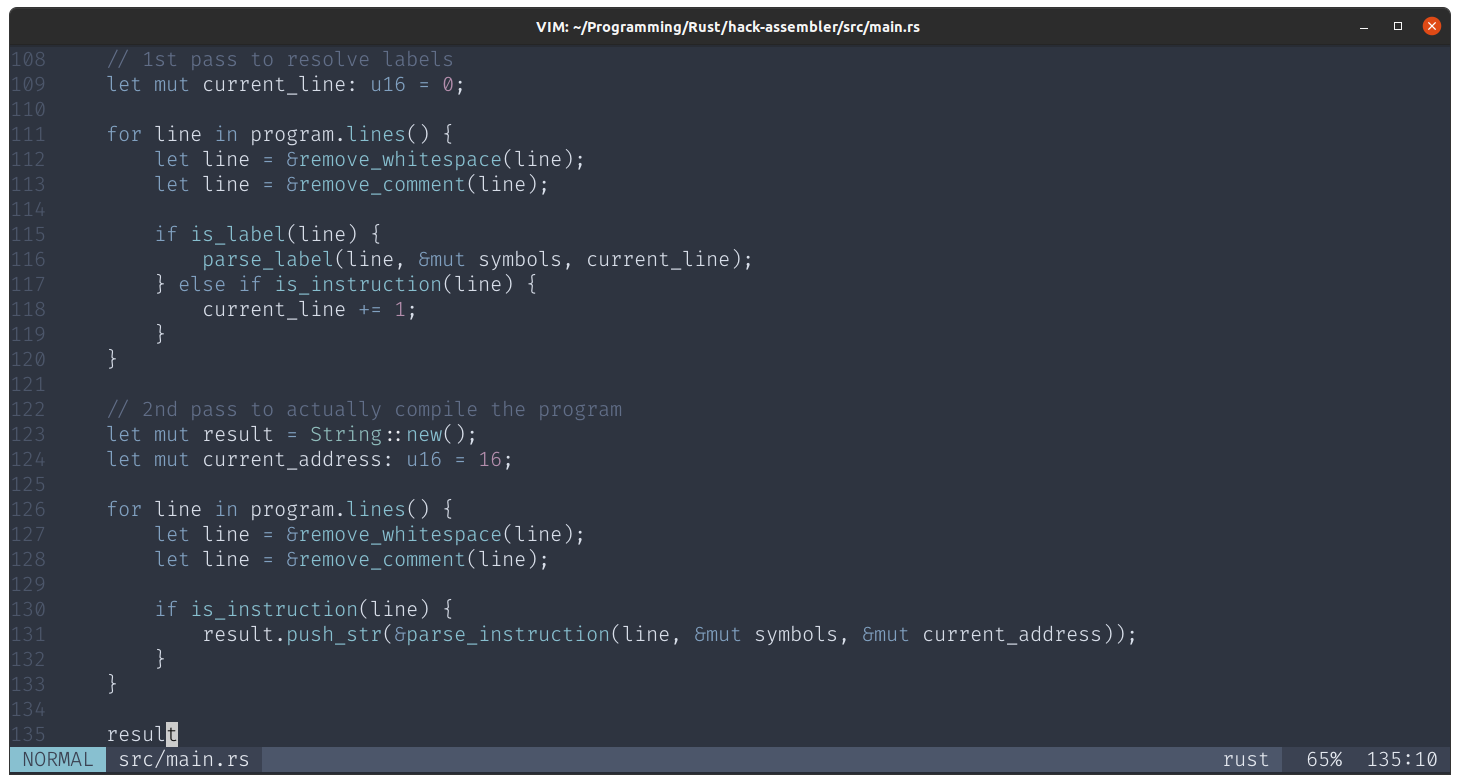 VIM: ~/Programming/Rust/hack-assembler/src/main.rs
108     // 1st pass to resolve labels
109     let mut current_line: u16 = 0;
110
111     for line in program.lines() {
112         let line = &remove_whitespace(line);
113         let line = &remove_comment(line);
114
115         if is_label(line) {
116             parse_label(line, &mut symbols, current_line);
117         } else if is_instruction(line) {
118             current_line += 1;
119         }
120     }
121
122     // 2nd pass to actually compile the program
123     let mut result = String::new();
124     let mut current_address: u16 = 16;
125
126     for line in program.lines() {
127         let line = &remove_whitespace(line);
128         let line = &remove_comment(line);
129
130         if is_instruction(line) {
131             result.push_str(&parse_instruction(line, &mut symbols, &mut current_address));
132         }
133     }
134
135     result
NORMAL src/main.rs rust 65% 135:10